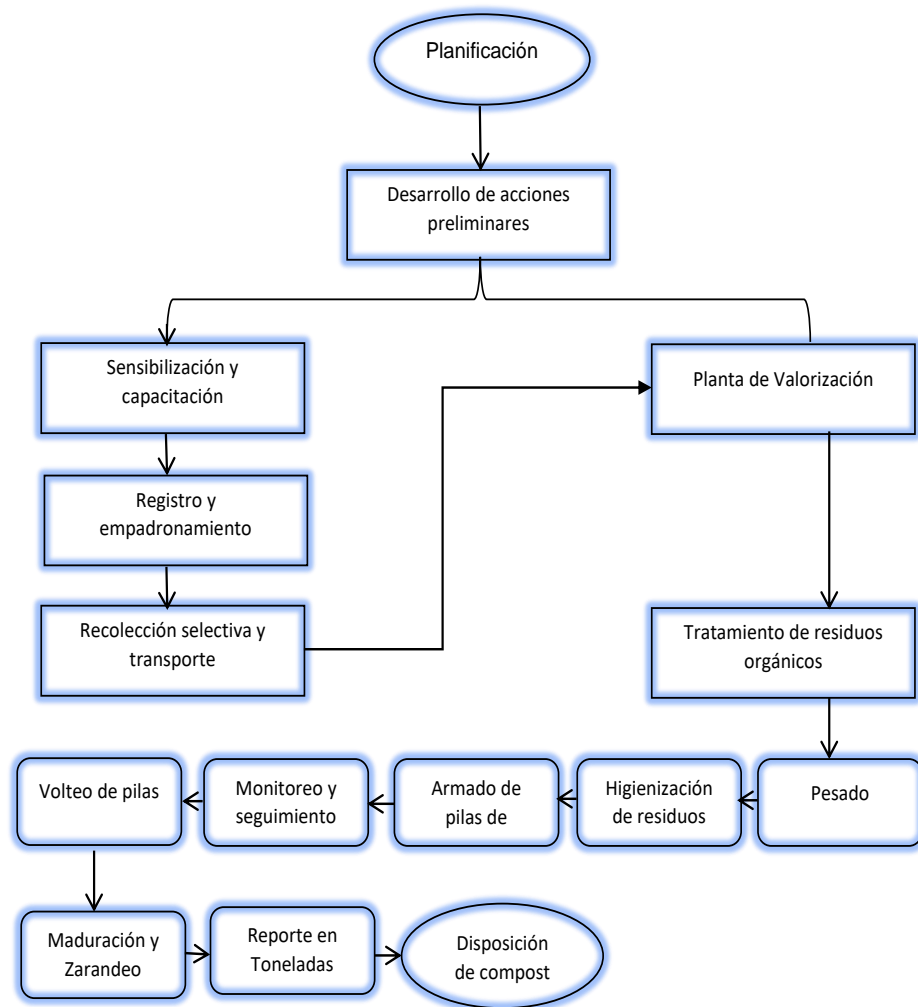 Planificación
Desarrollo de acciones
preliminares
Sensibilización y
capacitación
Planta de Valorización
Registro y
empadronamiento
Recolección selectiva y
transporte
Tratamiento de residuos
orgánicos
Volteo de pilas
Monitoreo y
seguimiento
Armado de
pilas de
Higienización
de residuos
Pesado
Maduración y
Zarandeo
Reporte en
Toneladas
Disposición
de compost